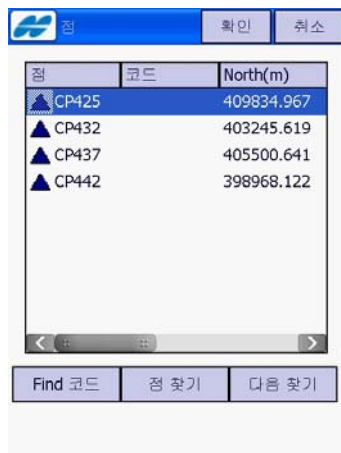 점 확인 취소
점 코드 North(m)
CP425 409834.967
CP432 403245.619
CP437 405500.641
CP442 398968.122
Find 코드 점 찾기 다음 찾기